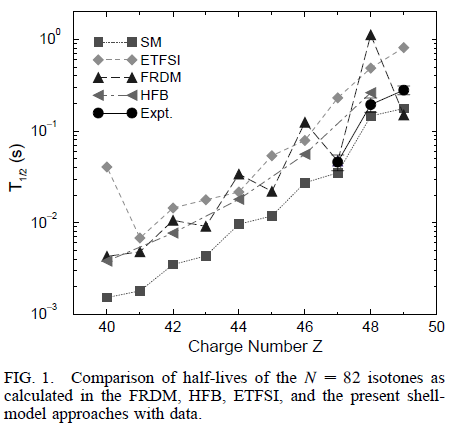 10⁰
10⁻¹
10⁻²
10⁻³
T₁/₂ (s)
SM
ETFSI
FRDM
HFB
Expt.
40 42 44 46 48 50
Charge Number Z
FIG. 1. Comparison of half-lives of the N = 82 isotones as
calculated in the FRDM, HFB, ETFSI, and the present shell-
model approaches with data.